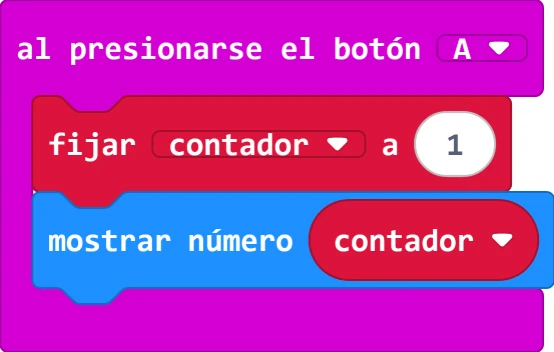 al presionarse el botón A
fijar contador a 1
mostrar número contador